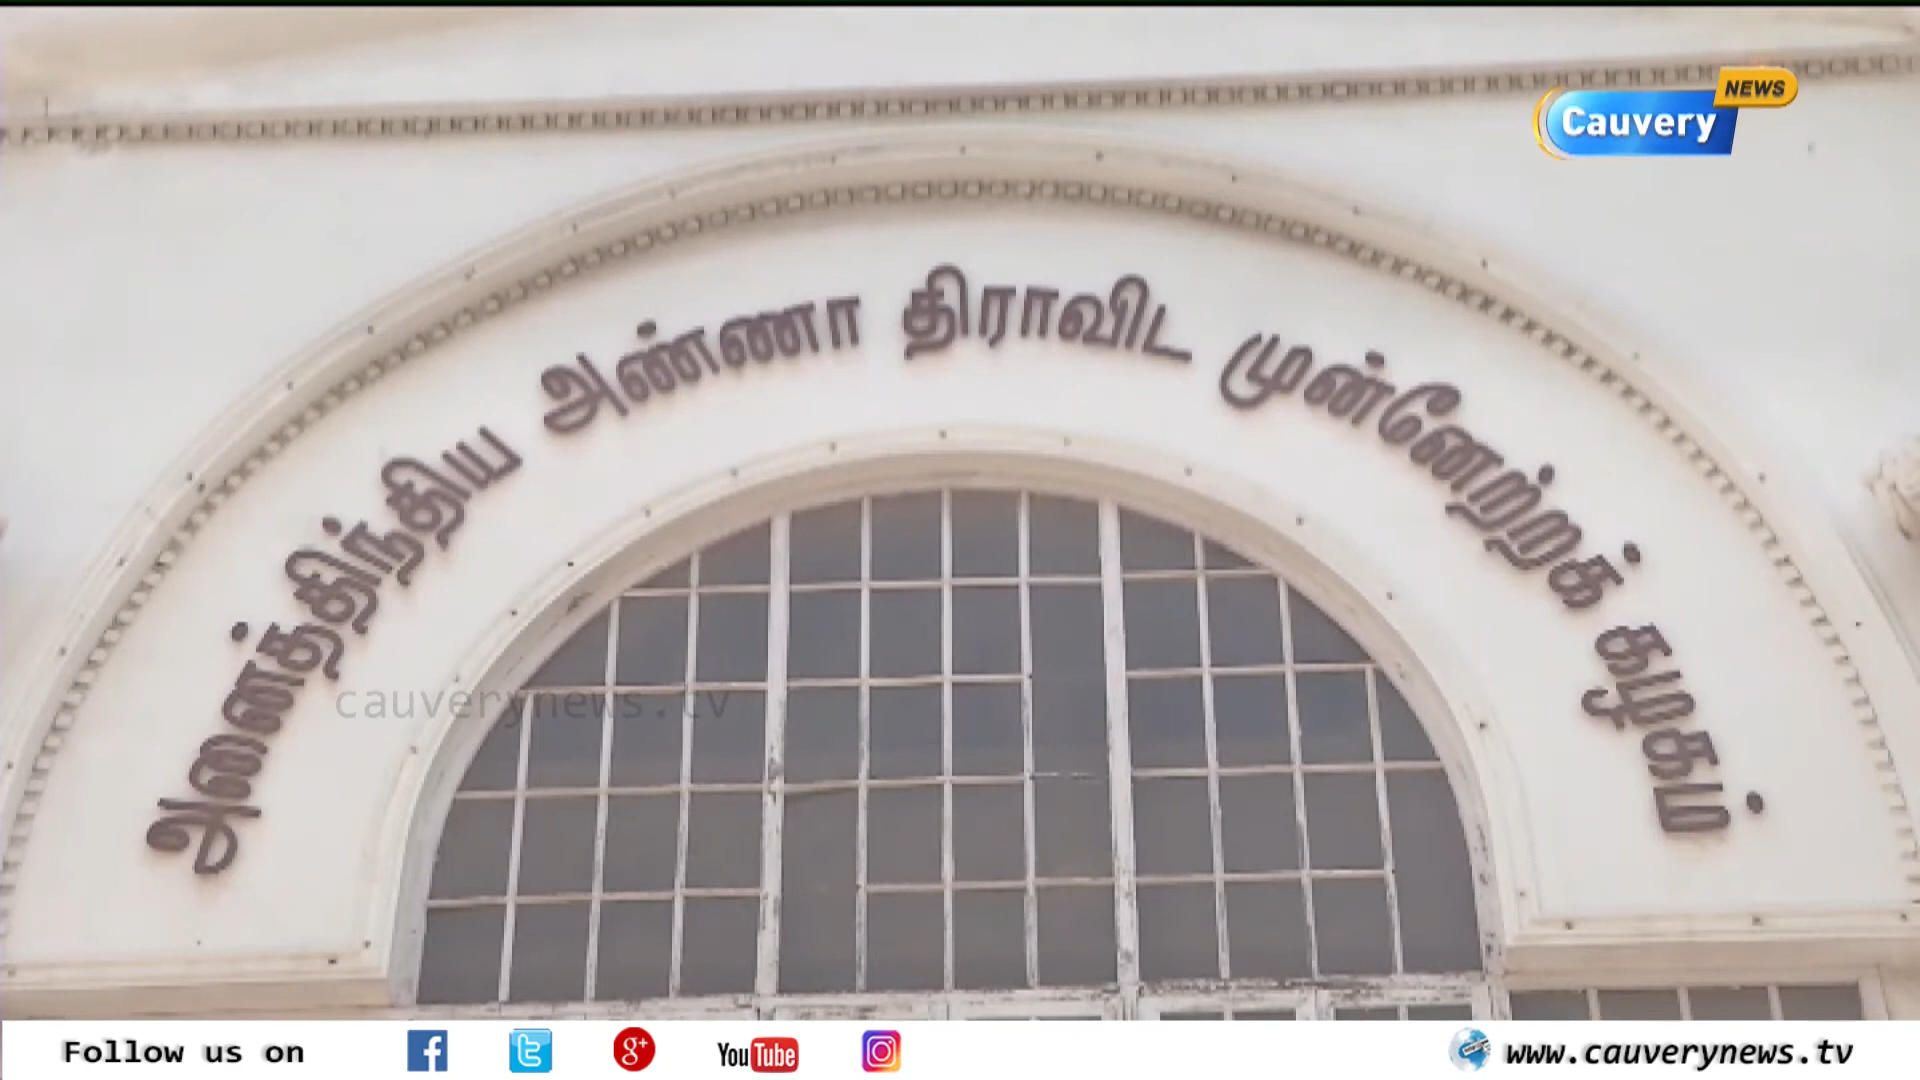 NEWS
Cauvery
அனைத்திந்திய அண்ணா திராவிட முன்னேற்றக் கழகம்
cauverynews.tv
Follow us on
You Tube
www.cauverynews.tv